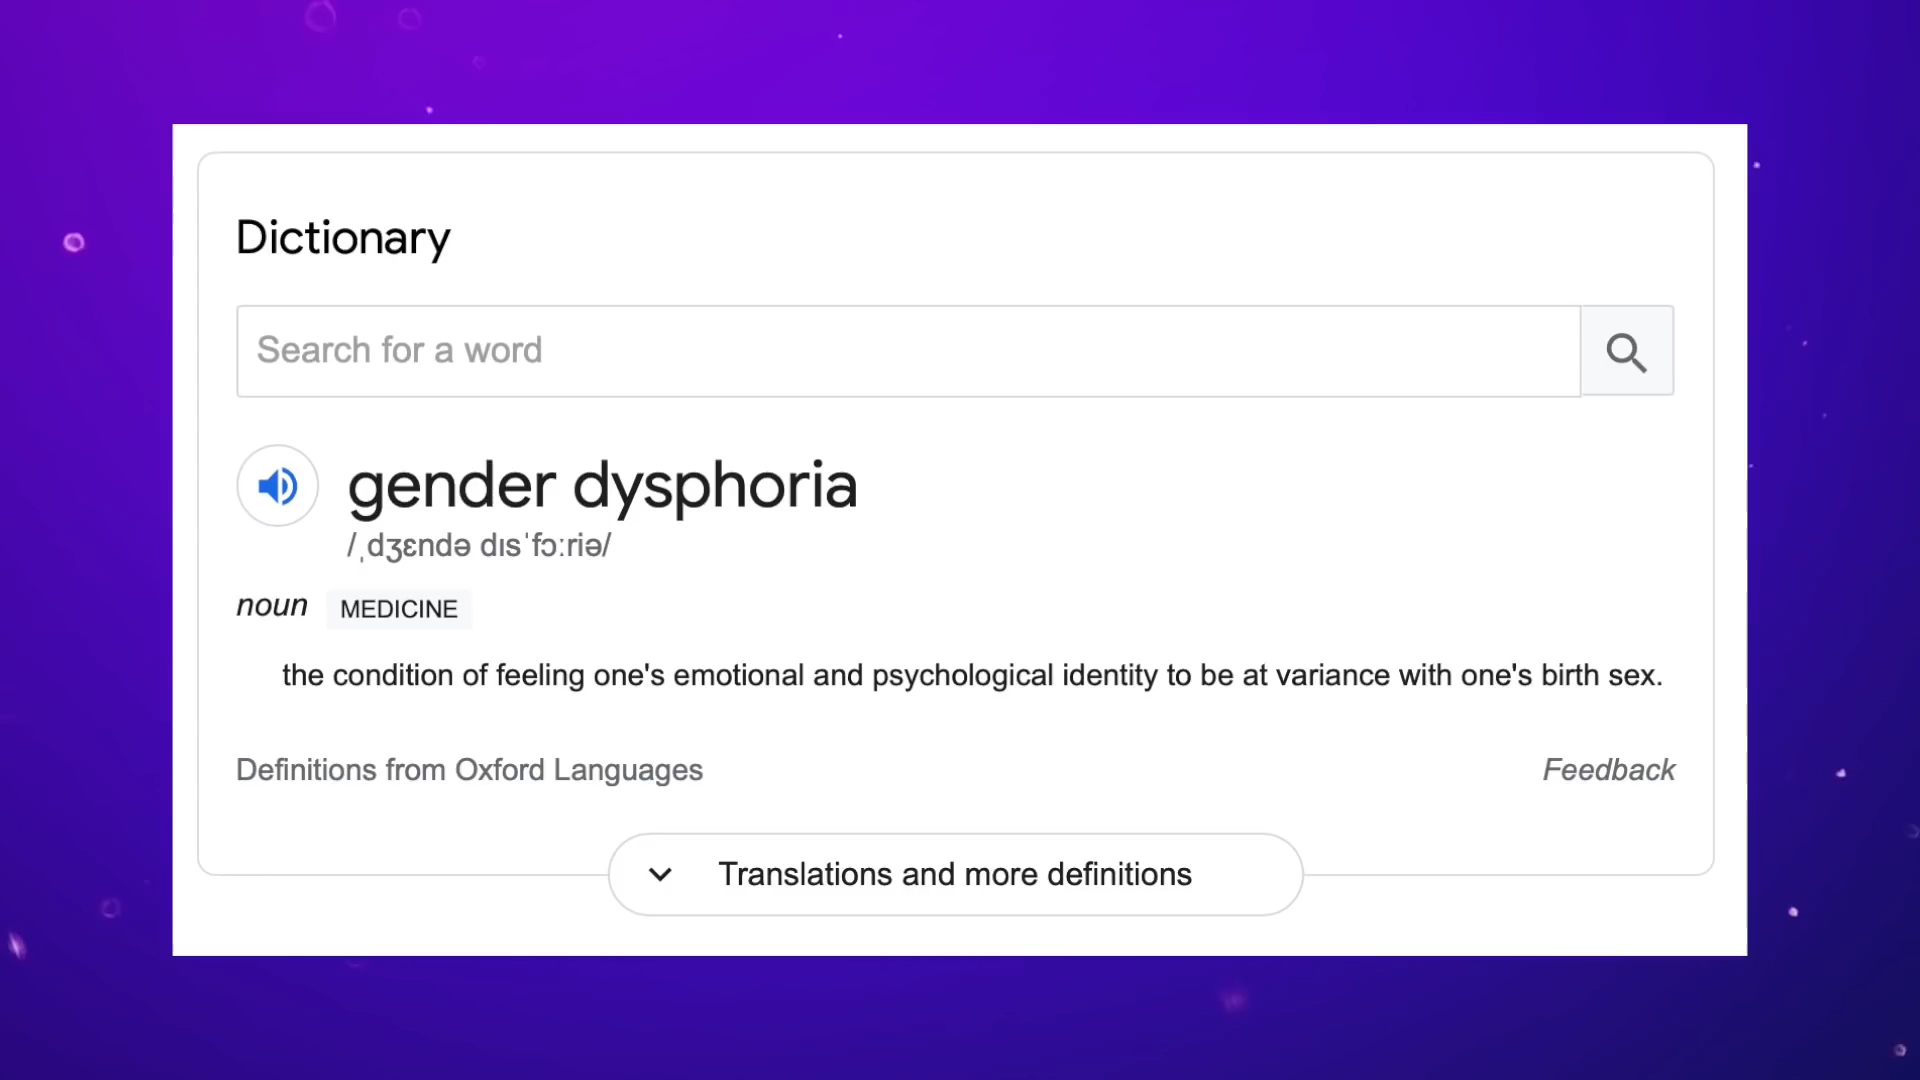 Dictionary
Search for a word
gender dysphoria
/ˌdʒɛndə dɪsˈfɔːriə/
noun MEDICINE
the condition of feeling one's emotional and psychological identity to be at variance with one's birth sex.
Definitions from Oxford Languages Feedback
Translations and more definitions